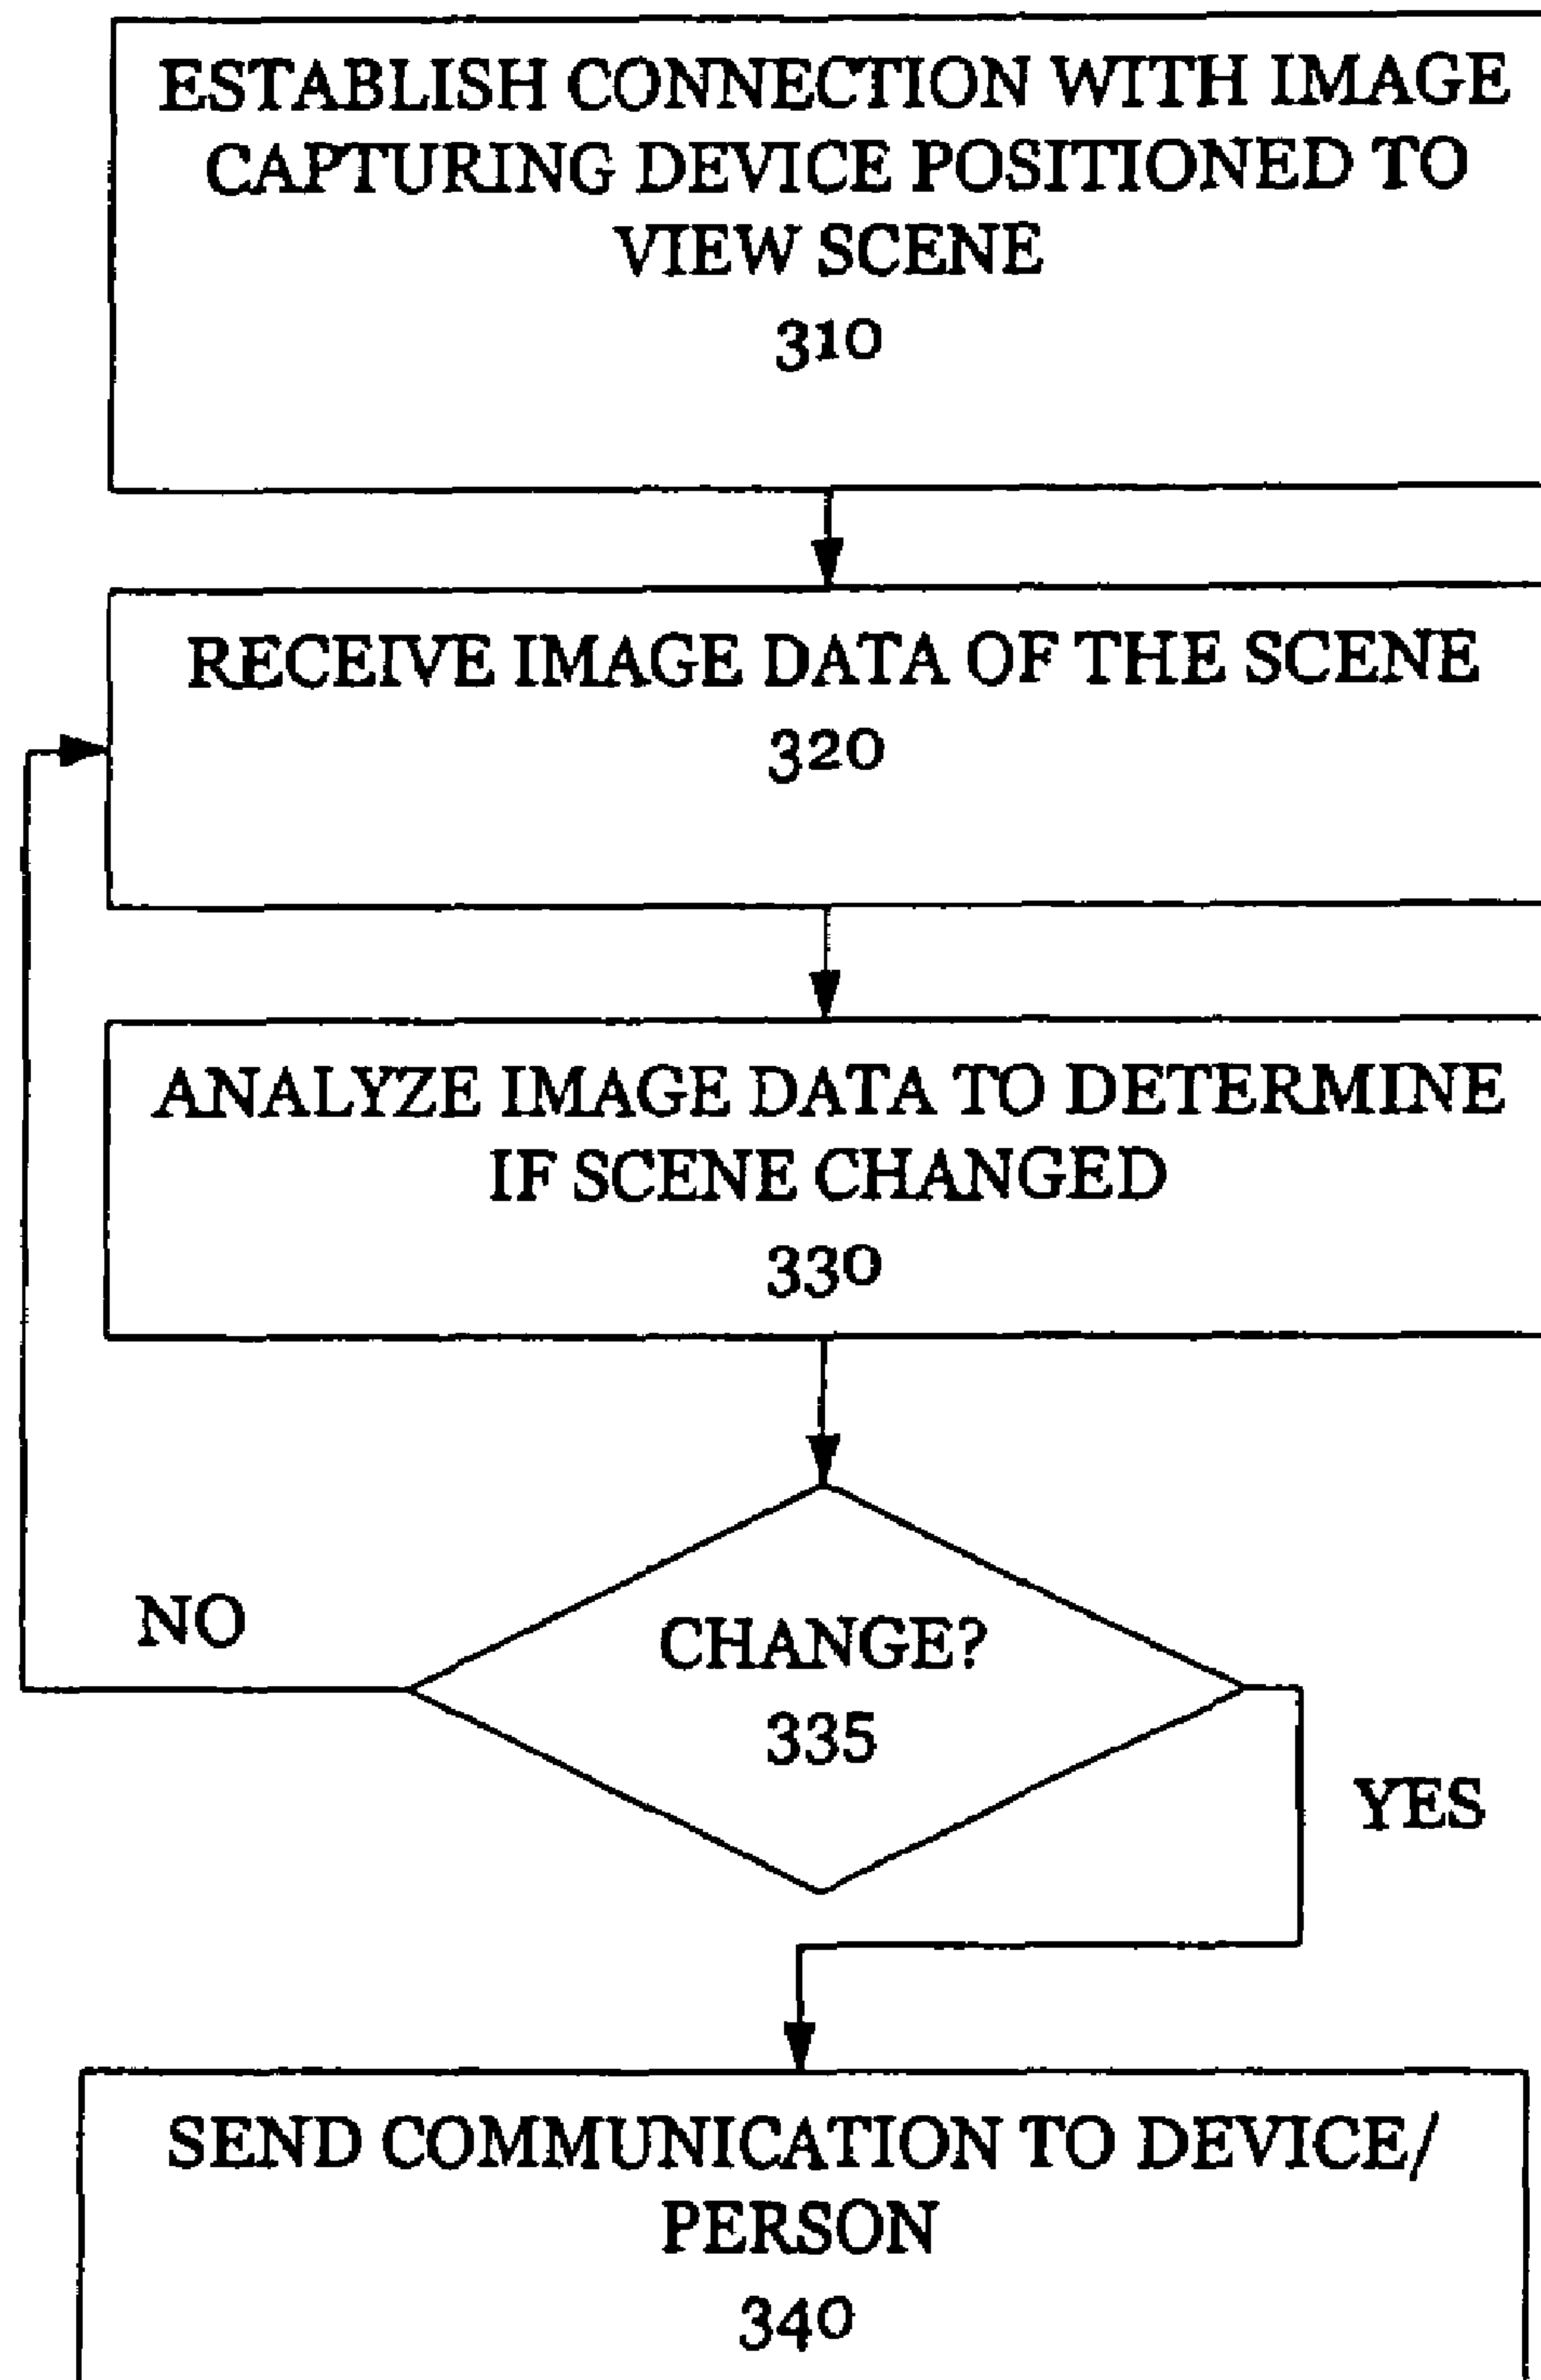 ESTABLISH CONNECTION WITH IMAGE
CAPTURING DEVICE POSITIONED TO
VIEW SCENE
310
RECEIVE IMAGE DATA OF THE SCENE
320
ANALYZE IMAGE DATA TO DETERMINE
IF SCENE CHANGED
330
NO
CHANGE?
335
YES
SEND COMMUNICATION TO DEVICE/
PERSON
340